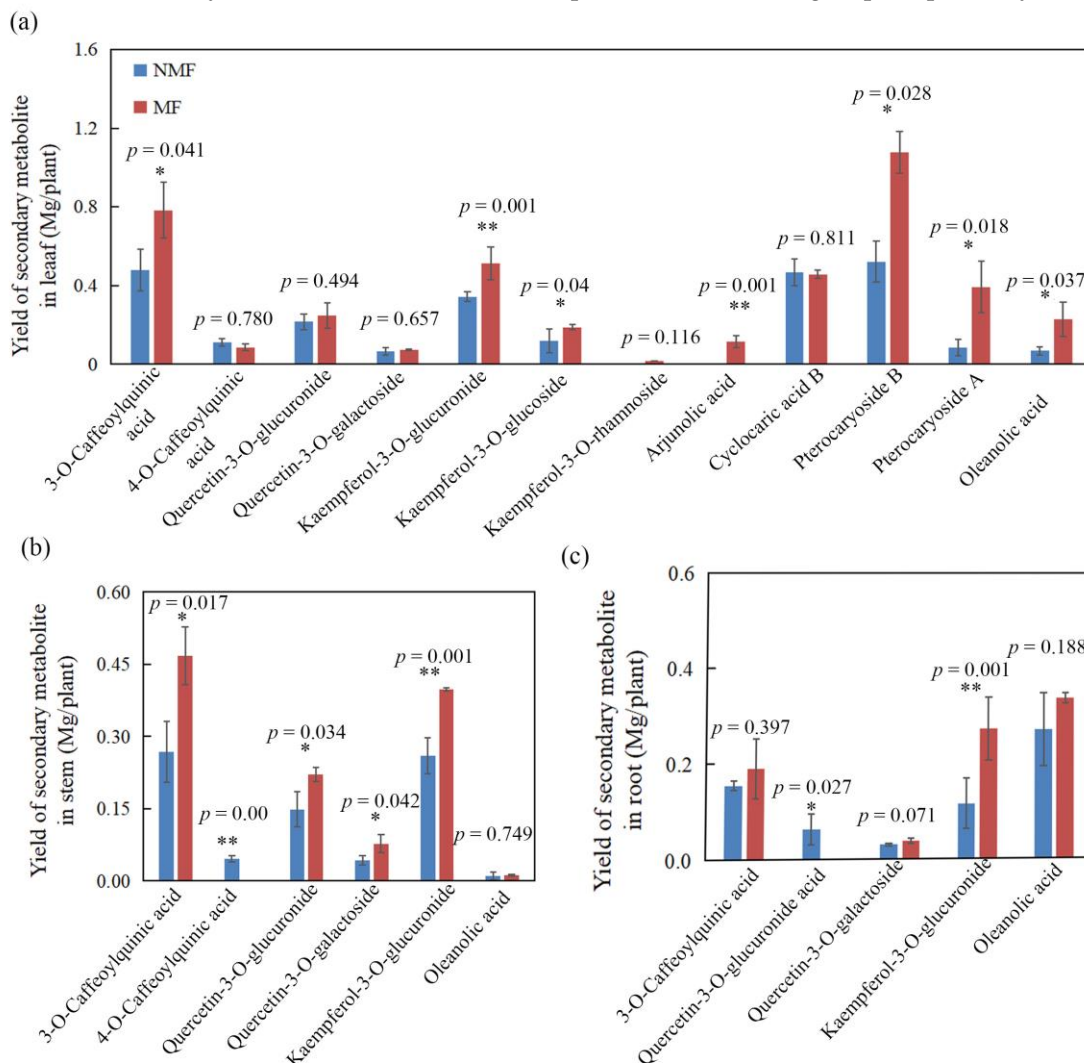 (a)
Yield of secondary metabolite
in leaaf (Mg/plant)
1.6
1.2
0.8
0.4
0
NMF
MF
p = 0.041
*
p = 0.780
p = 0.494
p = 0.657
p = 0.001
**
p = 0.04
*
p = 0.116
p = 0.001
**
p = 0.811
p = 0.028
*
p = 0.018
*
p = 0.037
*
3-O-Caffeoylquinic
acid
4-O-Caffeoylquinic
acid
Quercetin-3-O-glucuronide
Quercetin-3-O-galactoside
Kaempferol-3-O-glucuronide
Kaempferol-3-O-glucoside
Kaempferol-3-O-rhamnoside
Arjunolic acid
Cyclocaric acid B
Pterocaryoside B
Pterocaryoside A
Oleanolic acid
(b)
Yield of secondary metabolite
in stem (Mg/plant)
0.60
0.45
0.30
0.15
0.00
p = 0.017
*
p = 0.00
**
p = 0.034
*
p = 0.042
*
p = 0.001
**
p = 0.749
3-O-Caffeoylquinic acid
4-O-Caffeoylquinic acid
Quercetin-3-O-glucuronide
Quercetin-3-O-galactoside
Kaempferol-3-O-glucuronide
Oleanolic acid
(c)
Yield of secondary metabolite
in root (Mg/plant)
0.6
0.4
0.2
0.0
p = 0.397
p = 0.027
*
p = 0.071
p = 0.001
**
p = 0.188
3-O-Caffeoylquinic acid
Quercetin-3-O-glucuronide acid
Quercetin-3-O-galactoside
Kaempferol-3-O-glucuronide
Oleanolic acid